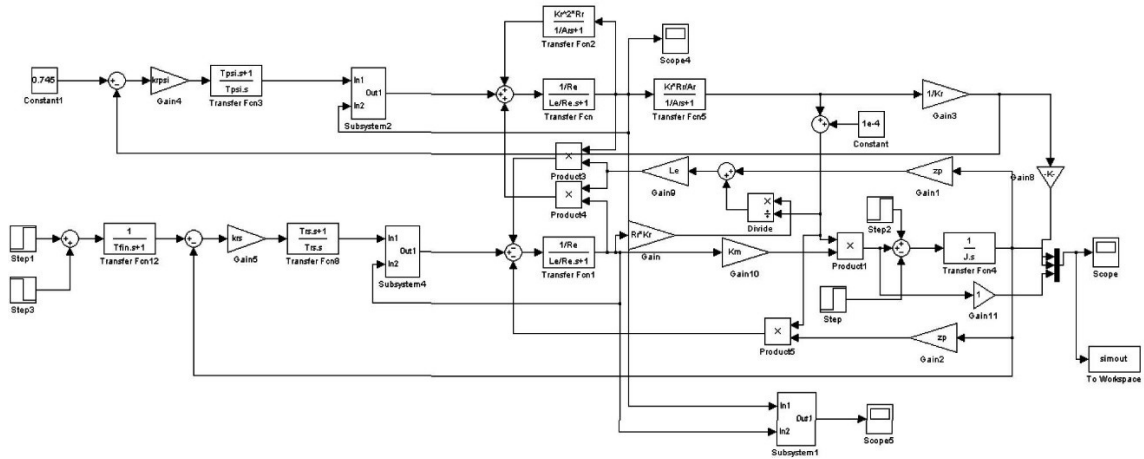 Kr^2*Rr
1/Ars+1
Transfer Fcn2
Scope4
0.745
Constant1
krpsi
Gain4
Tpsi.s+1
Tpsi.s
Transfer Fcn3
In1
In2
Out1
Subsystem2
1/Re
Le/Re.s+1
Transfer Fcn
Kr*Rr/Ar
1/Ars+1
Transfer Fcn5
1/Kr
Gain3
1e-4
Constant
Product3
Product4
Le
Gain9
zp
Gain1
-K-
Gain8
Divide
Step1
Step3
1
Tfin.s+1
Transfer Fcn12
krs
Gain5
Trs.s+1
Trs.s
Transfer Fcn8
In1
In2
Out1
Subsystem4
1/Re
Le/Re.s+1
Transfer Fcn1
Rr*Kr
Gain
Km
Gain10
Product1
Step2
Step
1
J.s
Transfer Fcn4
1
Gain11
Scope
Product5
zp
Gain2
simout
To Workspace
In1
In2
Out1
Subsystem1
Scope5